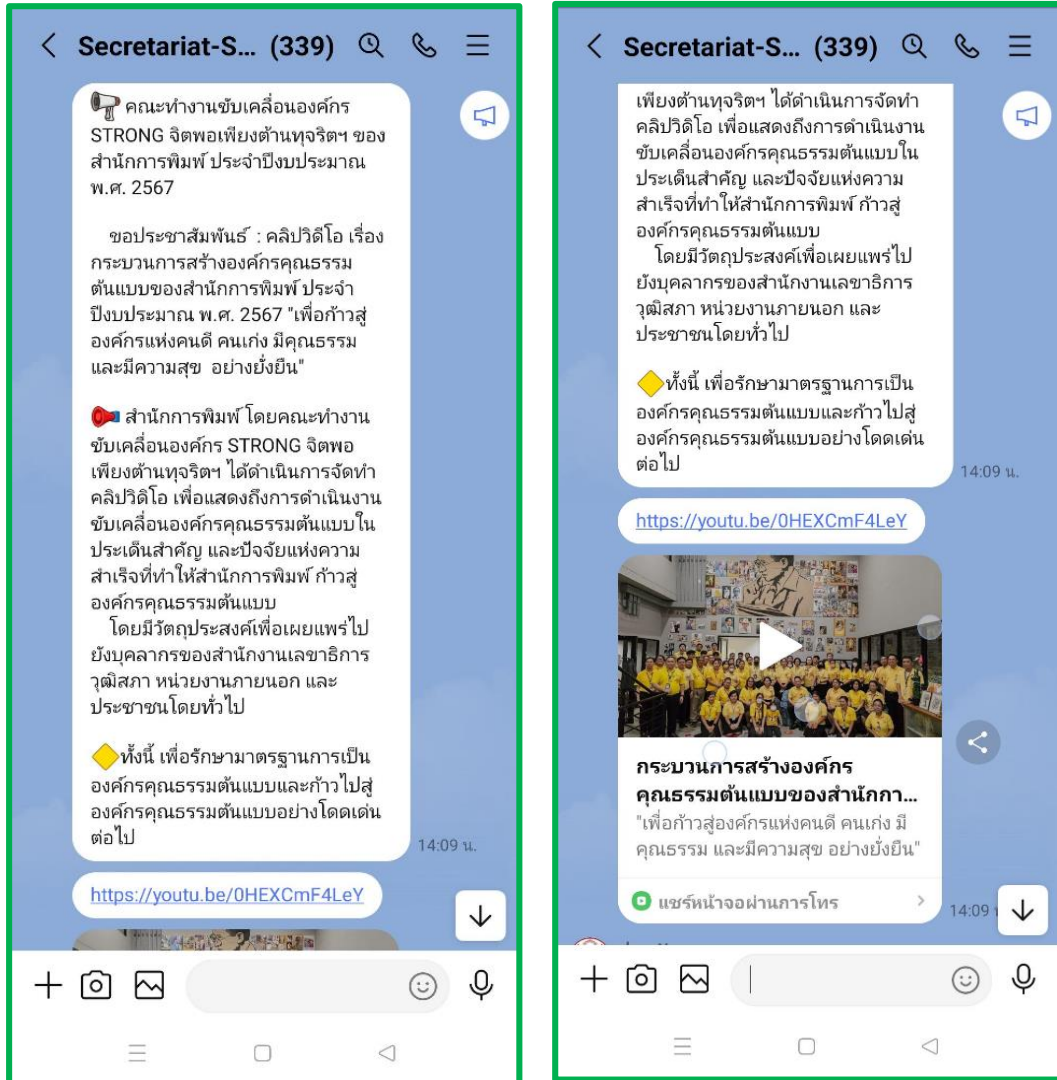 Secretariat-S... (339)
คณะทำงานขับเคลื่อนองค์กร
STRONG จิตพอเพียงต้านทุจริตฯ ของ
สำนักการพิมพ์ ประจำปีงบประมาณ
พ.ศ. 2567
ขอประชาสัมพันธ์ : คลิปวิดีโอ เรื่อง
กระบวนการสร้างองค์กรคุณธรรม
ต้นแบบของสำนักการพิมพ์ ประจำ
ปีงบประมาณ พ.ศ. 2567 "เพื่อก้าวสู่
องค์กรแห่งคนดี คนเก่ง มีคุณธรรม
และมีความสุข อย่างยั่งยืน"
สำนักการพิมพ์ โดยคณะทำงาน
ขับเคลื่อนองค์กร STRONG จิตพอ
เพียงต้านทุจริตฯ ได้ดำเนินการจัดทำ
คลิปวิดิโอ เพื่อแสดงถึงการดำเนินงาน
ขับเคลื่อนองค์กรคุณธรรมต้นแบบใน
ประเด็นสำคัญ และปัจจัยแห่งความ
สำเร็จที่ทำให้สำนักการพิมพ์ ก้าวสู่
องค์กรคุณธรรมต้นแบบ
โดยมีวัตถุประสงค์เพื่อเผยแพร่ไป
ยังบุคลากรของสำนักงานเลขาธิการ
วุฒิสภา หน่วยงานภายนอก และ
ประชาชนโดยทั่วไป
ทั้งนี้ เพื่อรักษามาตรฐานการเป็น
องค์กรคุณธรรมต้นแบบและก้าวไปสู่
องค์กรคุณธรรมต้นแบบอย่างโดดเด่น
ต่อไป
14:09 น.
https://youtu.be/0HEXCmF4LeY
Secretariat-S... (339)
เพียงต้านทุจริตฯ ได้ดำเนินการจัดทำ
คลิปวิดิโอ เพื่อแสดงถึงการดำเนินงาน
ขับเคลื่อนองค์กรคุณธรรมต้นแบบใน
ประเด็นสำคัญ และปัจจัยแห่งความ
สำเร็จที่ทำให้สำนักการพิมพ์ ก้าวสู่
องค์กรคุณธรรมต้นแบบ
โดยมีวัตถุประสงค์เพื่อเผยแพร่ไป
ยังบุคลากรของสำนักงานเลขาธิการ
วุฒิสภา หน่วยงานภายนอก และ
ประชาชนโดยทั่วไป
ทั้งนี้ เพื่อรักษามาตรฐานการเป็น
องค์กรคุณธรรมต้นแบบและก้าวไปสู่
องค์กรคุณธรรมต้นแบบอย่างโดดเด่น
ต่อไป
14:09 น.
https://youtu.be/0HEXCmF4LeY
กระบวนการสร้างองค์กร
คุณธรรมต้นแบบของสำนักกา...
"เพื่อก้าวสู่องค์กรแห่งคนดี คนเก่ง มี
คุณธรรม และมีความสุข อย่างยั่งยืน"
แชร์หน้าจอผ่านการโทร
14:09